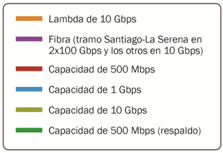 Lambda de 10 Gbps
Fibra (tramo Santiago-La Serena en
2x100 Gbps y los otros en 10 Gbps)
Capacidad de 500 Mbps
Capacidad de 1 Gbps
Capacidad de 10 Gbps
Capacidad de 500 Mbps (respaldo)